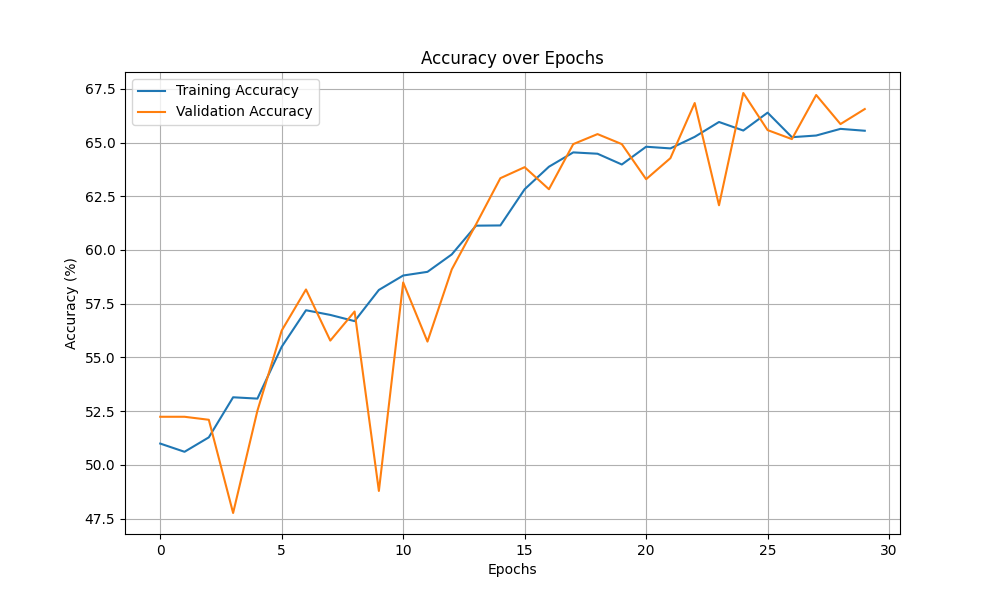 Accuracy over Epochs
Training Accuracy
Validation Accuracy
Accuracy (%)
67.5
65.0
62.5
60.0
57.5
55.0
52.5
50.0
47.5
0 5 10 15 20 25 30
Epochs